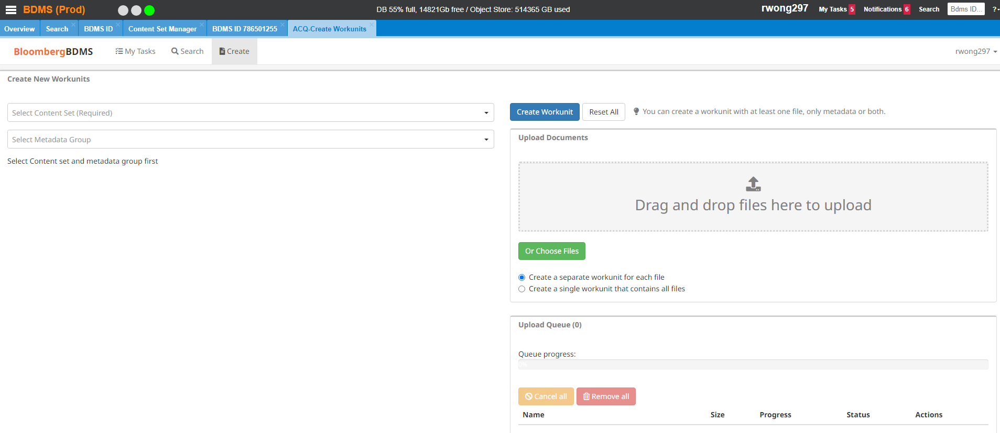 BDMS (Prod)
DB 55% full, 14821Gb free / Object Store: 514365 GB used
rwong297 My Tasks 5 Notifications 6 Search Bdms ID... ?
Overview Search BDMS ID Content Set Manager BDMS ID 786501255 ACQ-Create Workunits
BloombergBDMS My Tasks Search Create rwong297
Create New Workunits
Select Content Set (Required)
Select Metadata Group
Select Content set and metadata group first
Create Workunit Reset All You can create a workunit with at least one file, only metadata or both.
Upload Documents
Drag and drop files here to upload
Or Choose Files
Create a separate workunit for each file
Create a single workunit that contains all files
Upload Queue (0)
Queue progress:
0%
Cancel all Remove all
Name Size Progress Status Actions